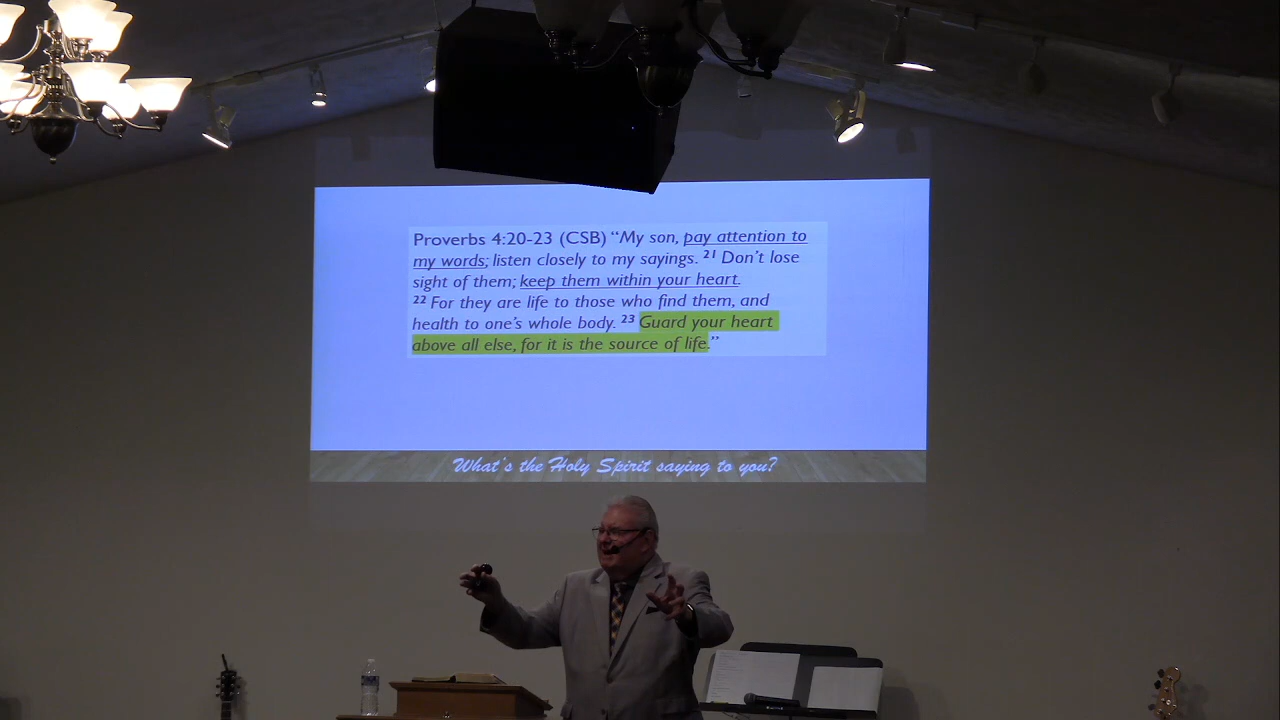 Proverbs 4:20-23 (CSB) “My son, pay attention to
my words; listen closely to my sayings. ²¹ Don’t lose
sight of them; keep them within your heart.
²² For they are life to those who find them, and
health to one’s whole body. ²³ Guard your heart
above all else, for it is the source of life.”
What’s the Holy Spirit saying to you?